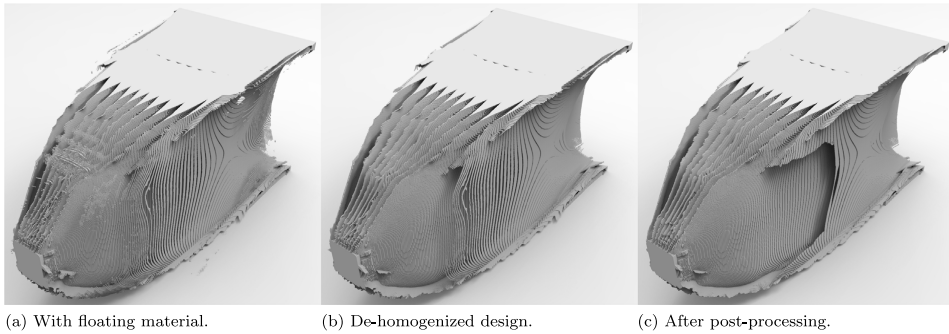 (a) With floating material.
(b) De-homogenized design.
(c) After post-processing.